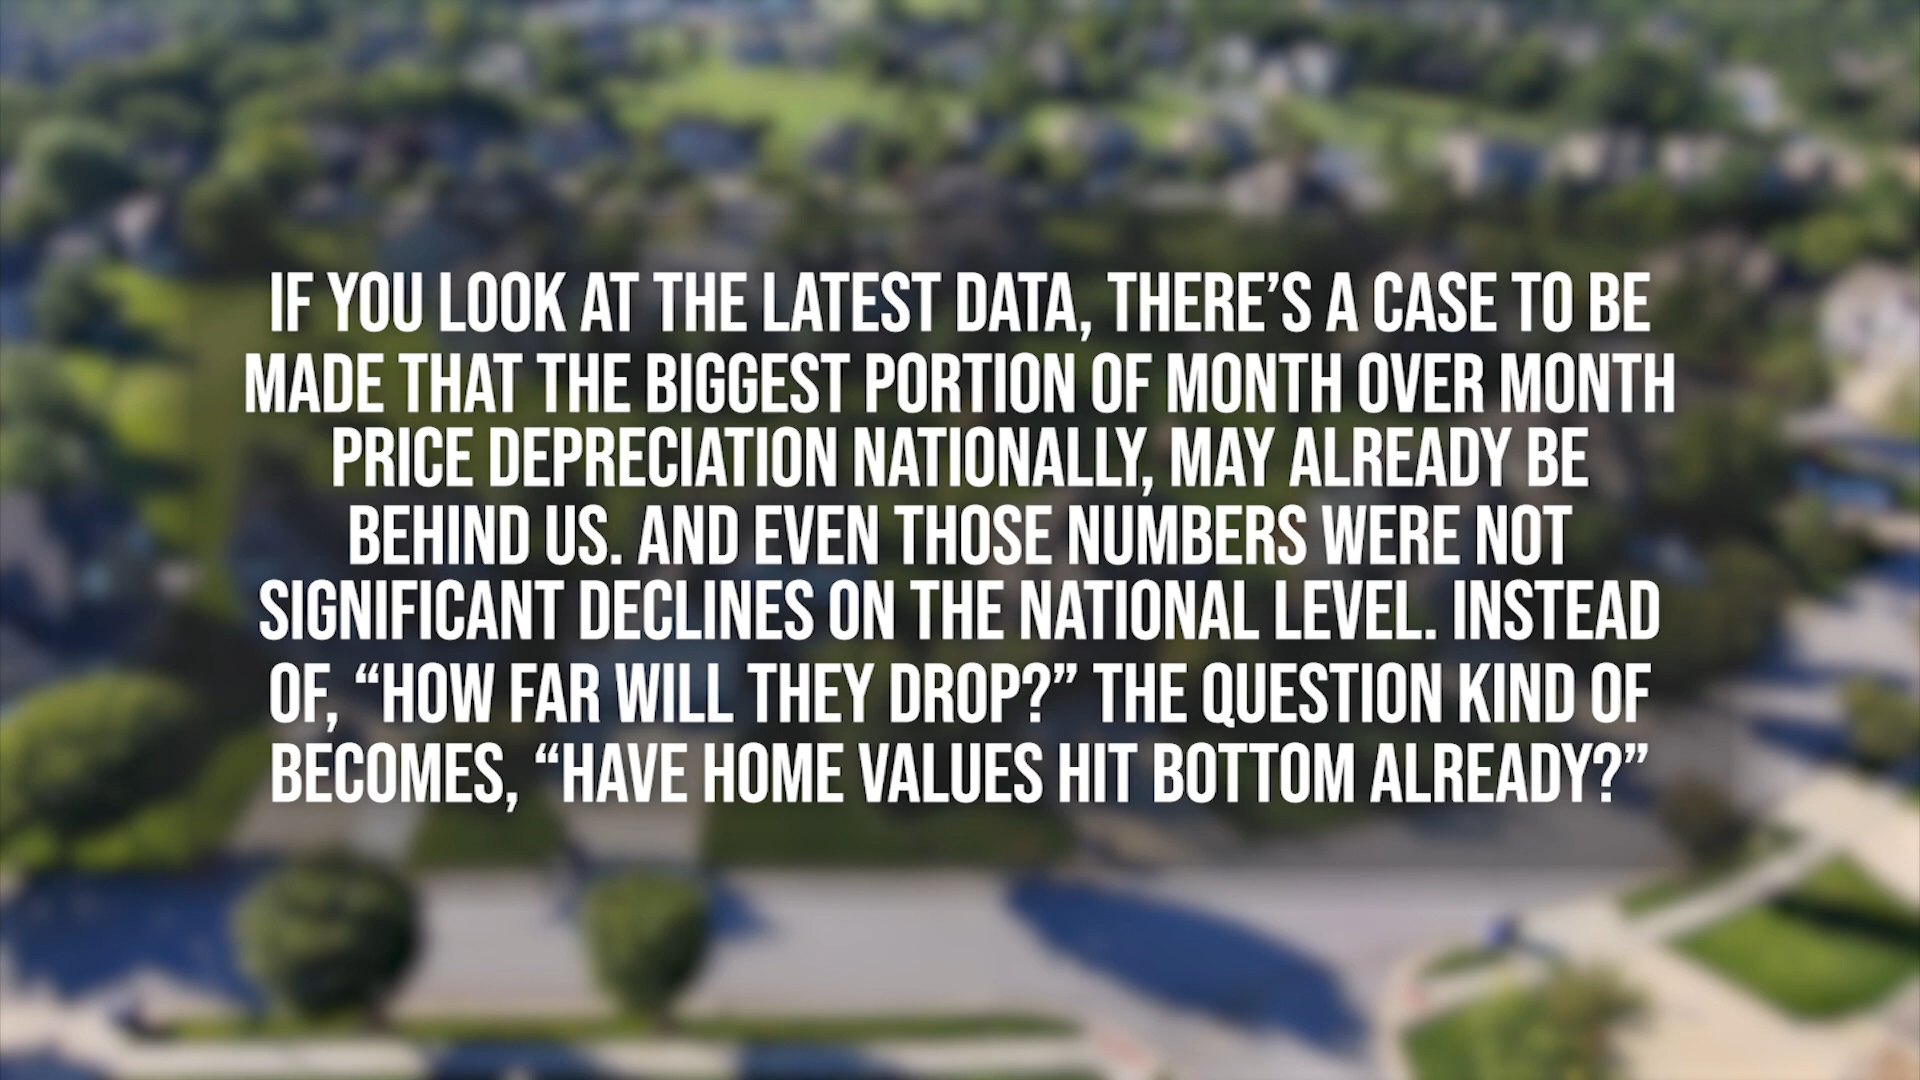 IF YOU LOOK AT THE LATEST DATA, THERE’S A CASE TO BE
MADE THAT THE BIGGEST PORTION OF MONTH OVER MONTH
PRICE DEPRECIATION NATIONALLY, MAY ALREADY BE
BEHIND US. AND EVEN THOSE NUMBERS WERE NOT
SIGNIFICANT DECLINES ON THE NATIONAL LEVEL. INSTEAD
OF, “HOW FAR WILL THEY DROP?” THE QUESTION KIND OF
BECOMES, “HAVE HOME VALUES HIT BOTTOM ALREADY?”